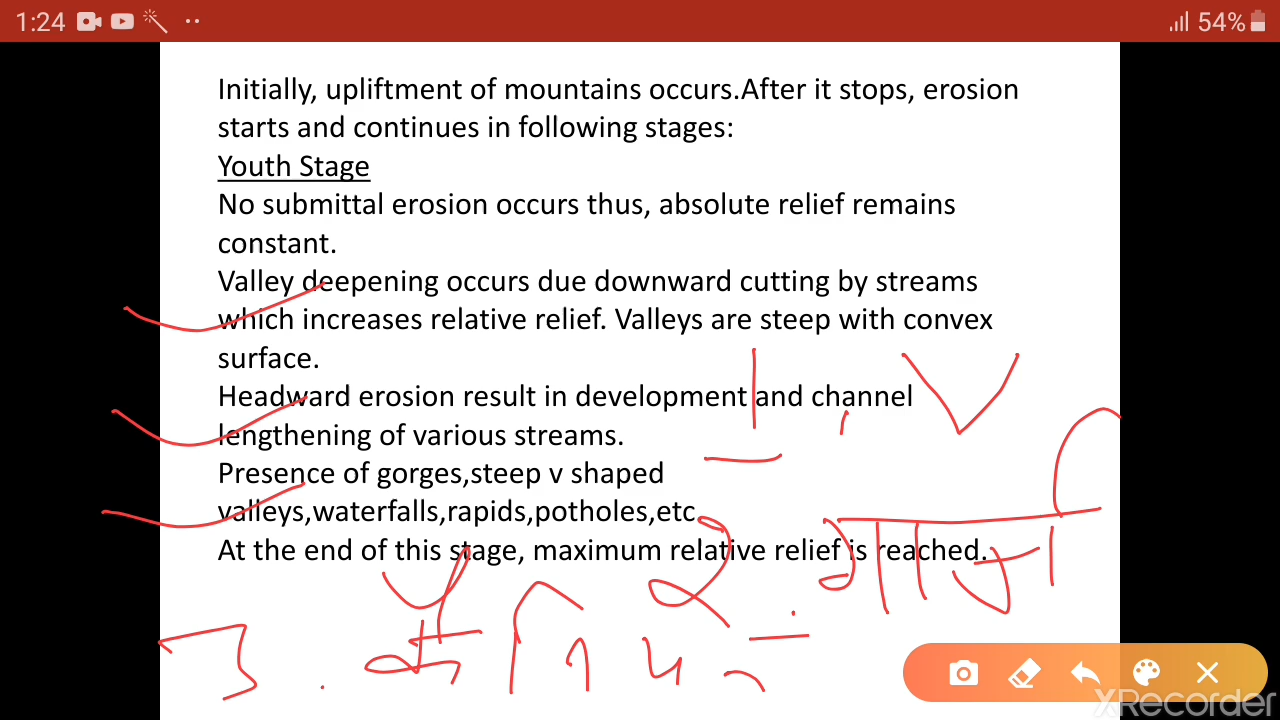 1:24
54%
Initially, upliftment of mountains occurs.After it stops, erosion
starts and continues in following stages:
Youth Stage
No submittal erosion occurs thus, absolute relief remains
constant.
Valley deepening occurs due downward cutting by streams
which increases relative relief. Valleys are steep with convex
surface.
Headward erosion result in development and channel
lengthening of various streams.
Presence of gorges,steep v shaped
valleys,waterfalls,rapids,potholes,etc.
At the end of this stage, maximum relative relief is reached.
1. V
2
3.
XRecorder